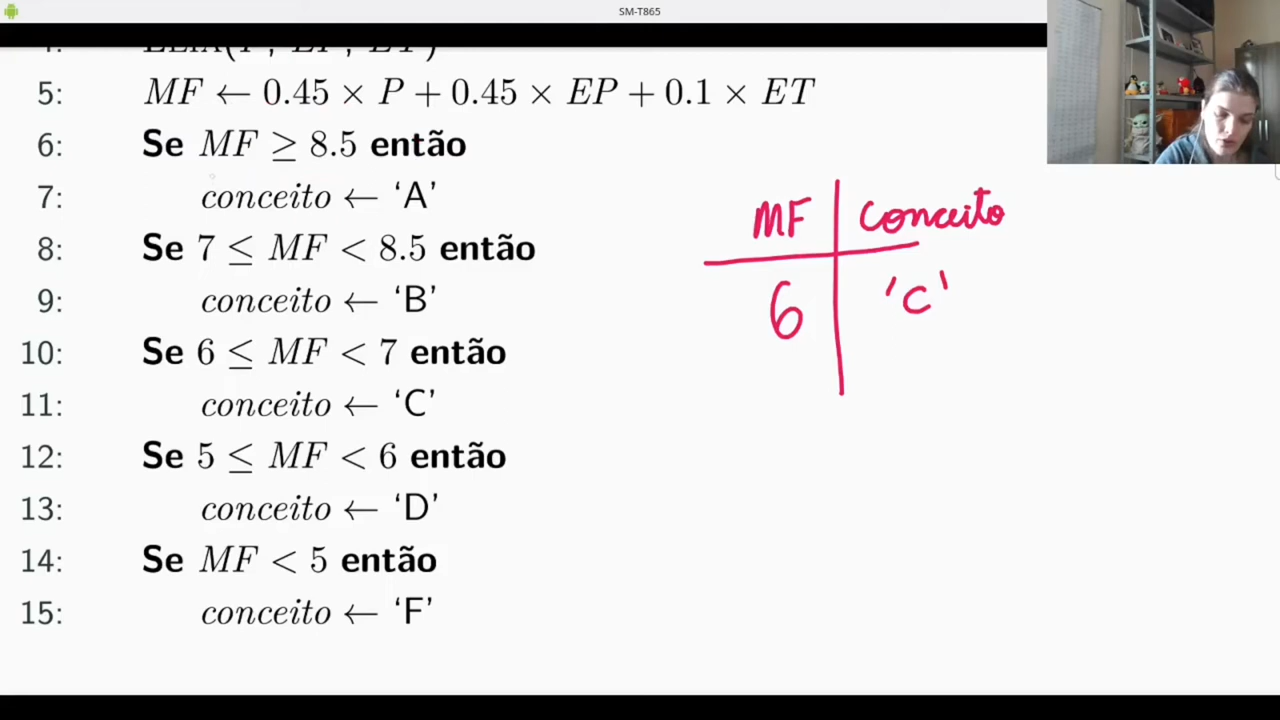 SM-T865
5: MF ← 0.45 × P + 0.45 × EP + 0.1 × ET
6: Se MF ≥ 8.5 então
7: conceito ← ‘A’
8: Se 7 ≤ MF < 8.5 então
9: conceito ← ‘B’
10: Se 6 ≤ MF < 7 então
11: conceito ← ‘C’
12: Se 5 ≤ MF < 6 então
13: conceito ← ‘D’
14: Se MF < 5 então
15: conceito ← ‘F’
MF conceito
6 'C'